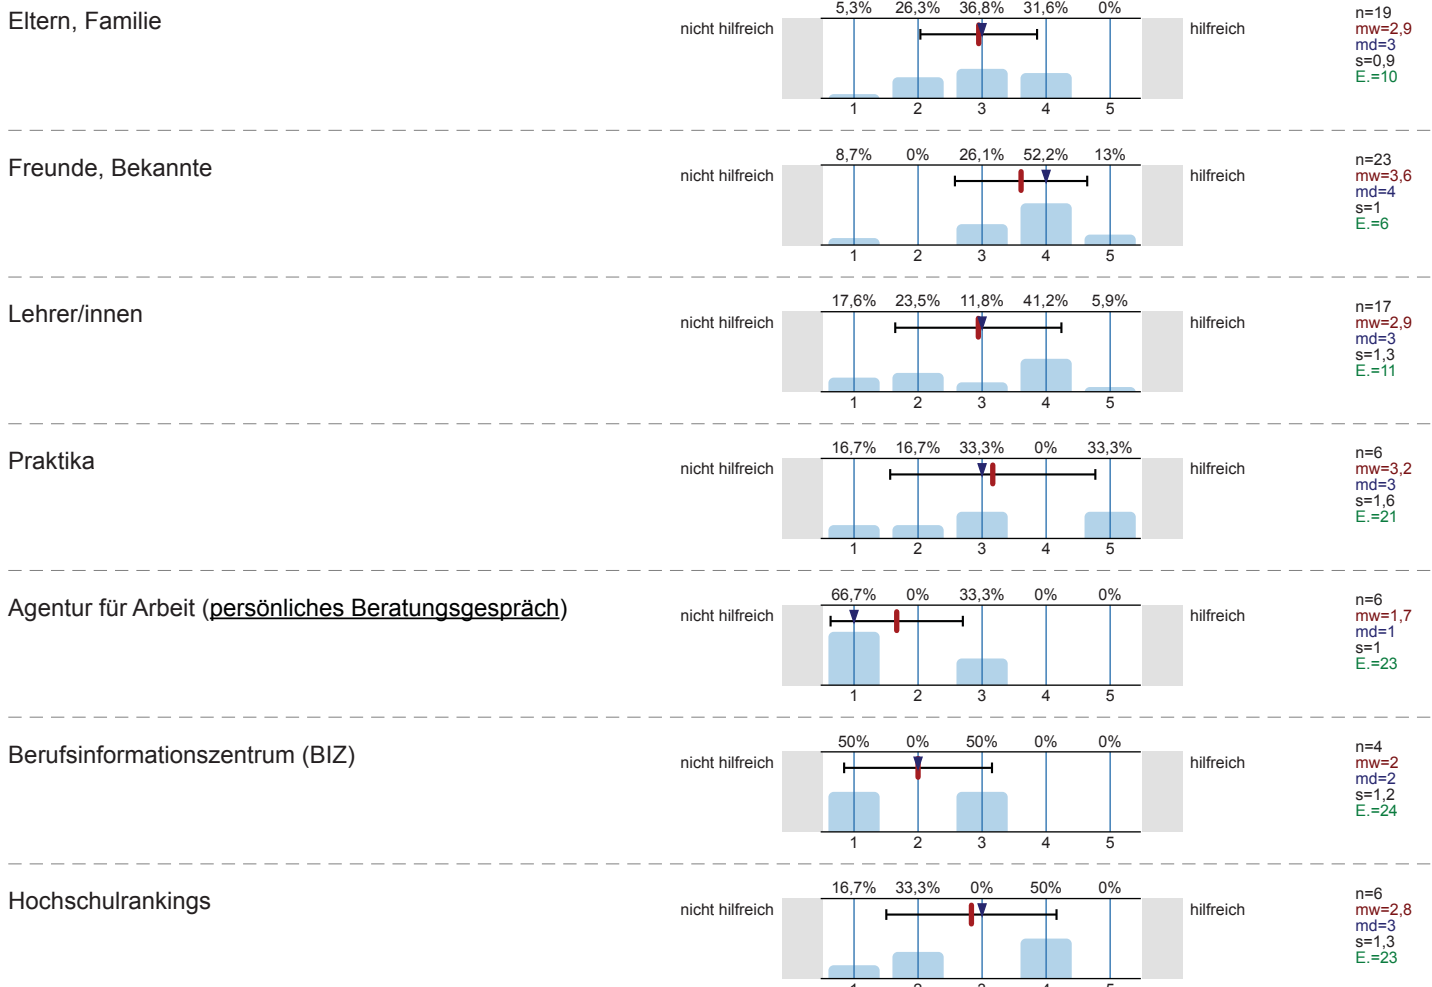 Eltern, Familie
5,3% 26,3% 36,8% 31,6% 0%
nicht hilfreich hilfreich
1 2 3 4 5
n=19
mw=2,9
md=3
s=0,9
E.=10
Freunde, Bekannte
8,7% 0% 26,1% 52,2% 13%
nicht hilfreich hilfreich
1 2 3 4 5
n=23
mw=3,6
md=4
s=1
E.=6
Lehrer/innen
17,6% 23,5% 11,8% 41,2% 5,9%
nicht hilfreich hilfreich
1 2 3 4 5
n=17
mw=2,9
md=3
s=1,3
E.=11
Praktika
16,7% 16,7% 33,3% 0% 33,3%
nicht hilfreich hilfreich
1 2 3 4 5
n=6
mw=3,2
md=3
s=1,6
E.=21
Agentur für Arbeit (persönliches Beratungsgespräch)
66,7% 0% 33,3% 0% 0%
nicht hilfreich hilfreich
1 2 3 4 5
n=6
mw=1,7
md=1
s=1
E.=23
Berufsinformationszentrum (BIZ)
50% 0% 50% 0% 0%
nicht hilfreich hilfreich
1 2 3 4 5
n=4
mw=2
md=2
s=1,2
E.=24
Hochschulrankings
16,7% 33,3% 0% 50% 0%
nicht hilfreich hilfreich
1 2 3 4 5
n=6
mw=2,8
md=3
s=1,3
E.=23